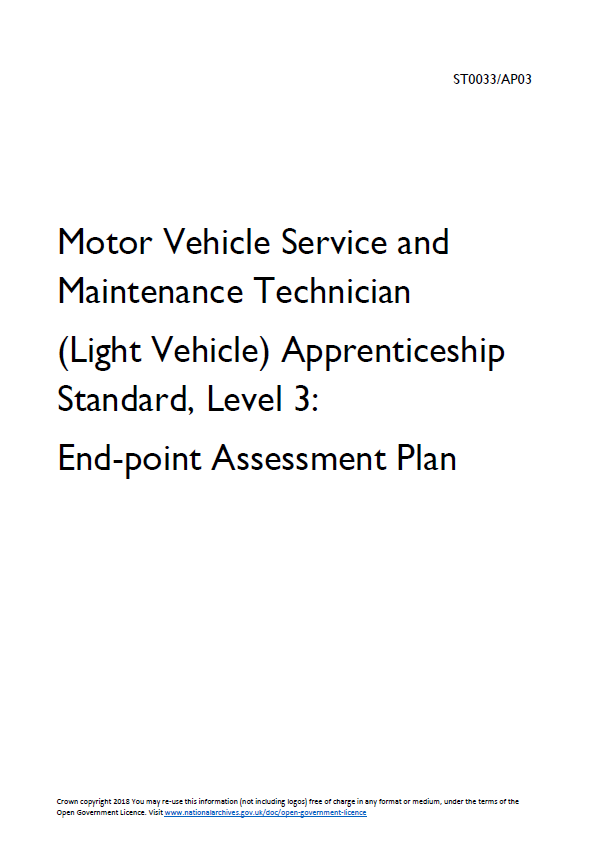 ST0033/AP03
Motor Vehicle Service and
Maintenance Technician
(Light Vehicle) Apprenticeship
Standard, Level 3:
End-point Assessment Plan
Crown copyright 2018 You may re-use this information (not including logos) free of charge in any format or medium, under the terms of the
Open Government Licence. Visit www.nationalarchives.gov.uk/doc/open-government-licence